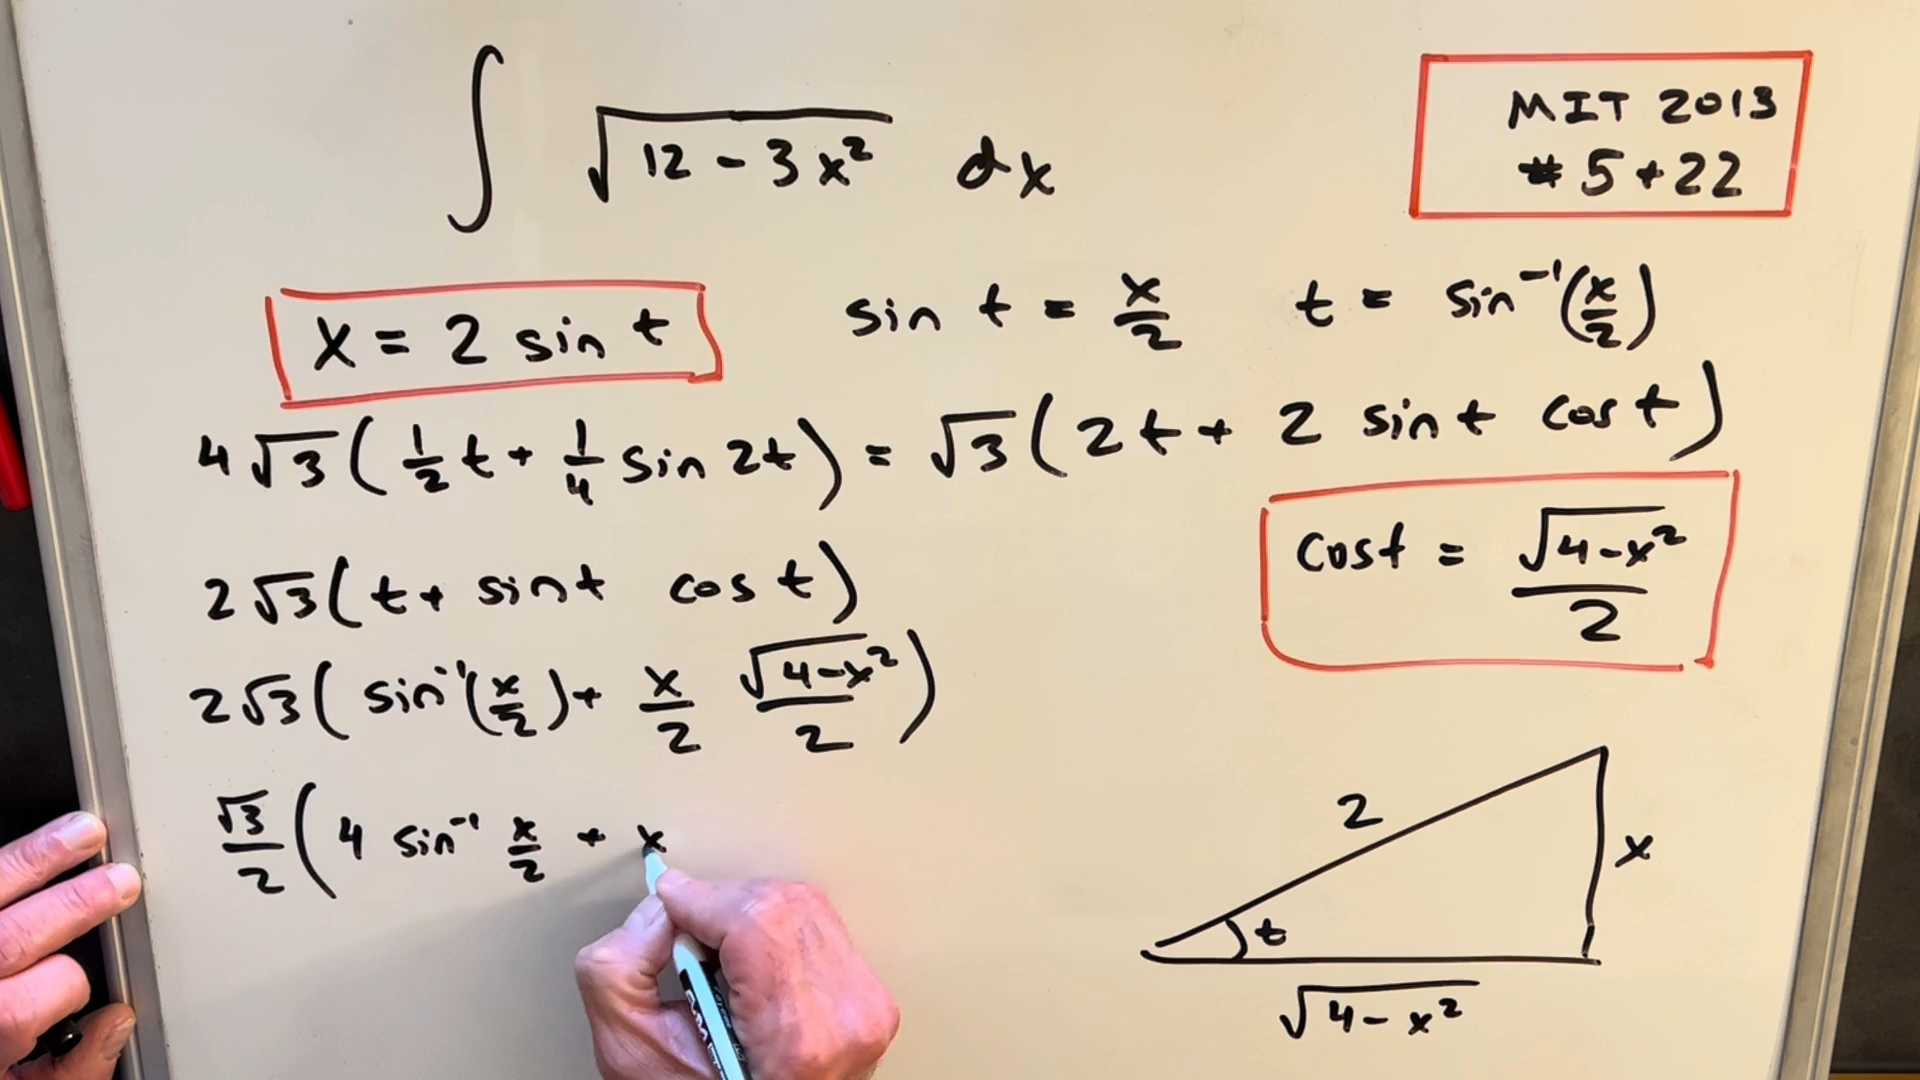 ∫ √(12 - 3x²) dx
MIT 2013
# 5 + 22
x = 2 sin t
sin t = x/2
t = sin⁻¹(x/2)
4√3(1/2 t + 1/4 sin 2t) = √3(2t + 2 sin t cos t)
cos t = √(4-x²)/2
2√3(t + sin t cos t)
2√3(sin⁻¹(x/2) + x/2 √(4-x²)/2)
√3/2(4 sin⁻¹ x/2 + x
2
x
t
√(4-x²)